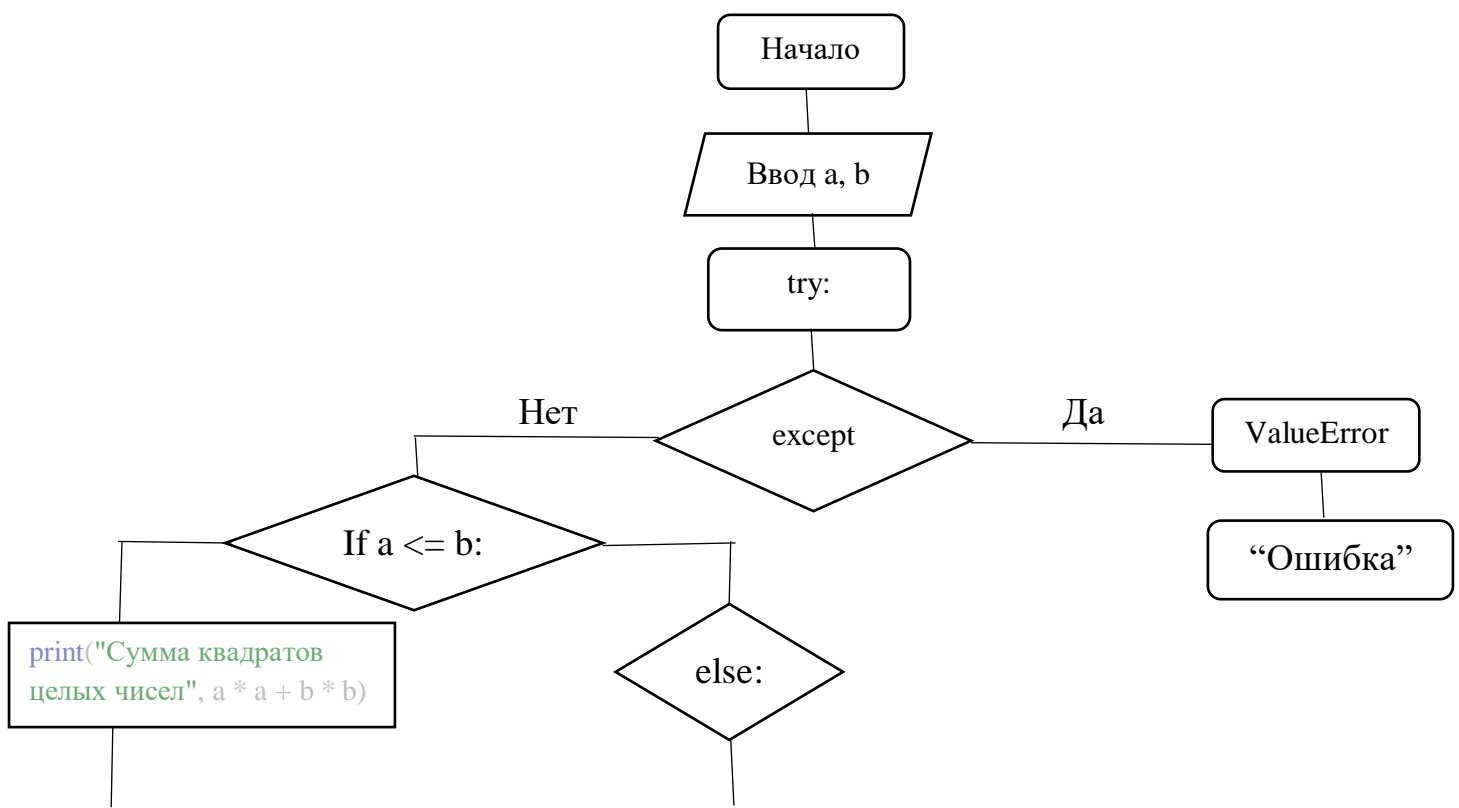 Начало
Ввод a, b
try:
Нет
Да
except
ValueError
If a <= b:
“Ошибка”
print("Сумма квадратов
целых чисел", a * a + b * b)
else: